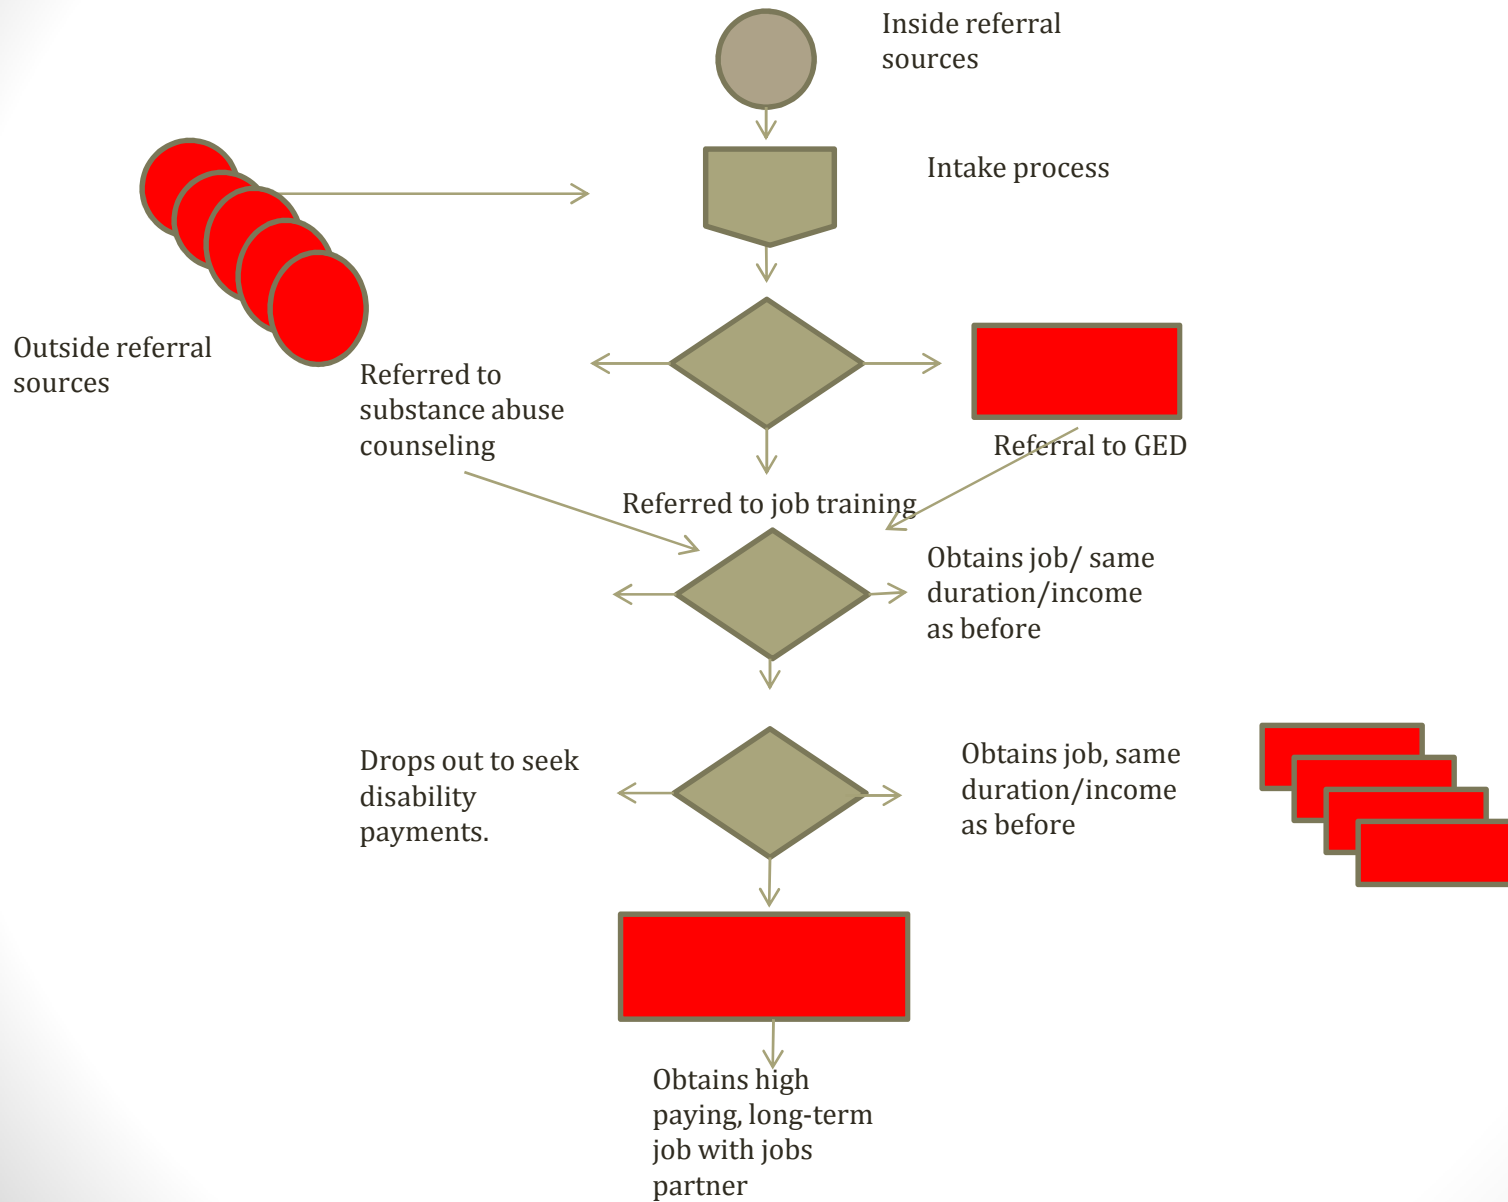 Inside referral
sources
Intake process
Outside referral
sources
Referred to
substance abuse
counseling
Referral to GED
Referred to job training
Obtains job/ same
duration/income
as before
Drops out to seek
disability
payments.
Obtains job, same
duration/income
as before
Obtains high
paying, long-term
job with jobs
partner